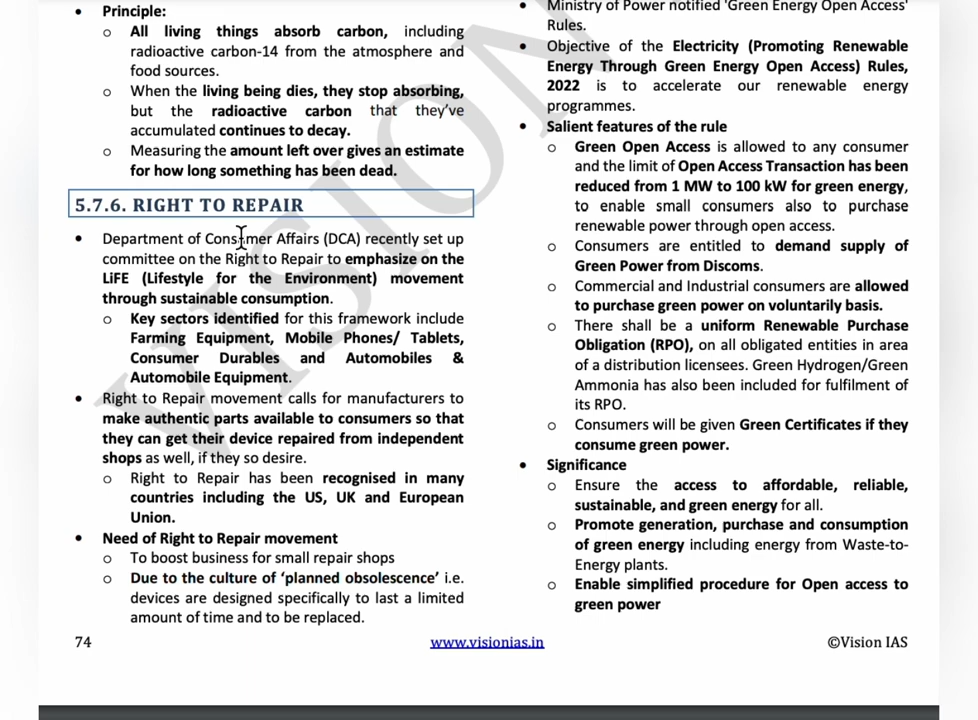 • Principle:
o All living things absorb carbon, including
radioactive carbon-14 from the atmosphere and
food sources.
o When the living being dies, they stop absorbing,
but the radioactive carbon that they've
accumulated continues to decay.
o Measuring the amount left over gives an estimate
for how long something has been dead.
5.7.6. RIGHT TO REPAIR
• Department of Consumer Affairs (DCA) recently set up
committee on the Right to Repair to emphasize on the
LiFE (Lifestyle for the Environment) movement
through sustainable consumption.
o Key sectors identified for this framework include
Farming Equipment, Mobile Phones/ Tablets,
Consumer Durables and Automobiles &
Automobile Equipment.
• Right to Repair movement calls for manufacturers to
make authentic parts available to consumers so that
they can get their device repaired from independent
shops as well, if they so desire.
o Right to Repair has been recognised in many
countries including the US, UK and European
Union.
• Need of Right to Repair movement
o To boost business for small repair shops
o Due to the culture of 'planned obsolescence' i.e.
devices are designed specifically to last a limited
amount of time and to be replaced.
• Ministry of Power notified 'Green Energy Open Access'
Rules.
• Objective of the Electricity (Promoting Renewable
Energy Through Green Energy Open Access) Rules,
2022 is to accelerate our renewable energy
programmes.
• Salient features of the rule
o Green Open Access is allowed to any consumer
and the limit of Open Access Transaction has been
reduced from 1 MW to 100 kW for green energy,
to enable small consumers also to purchase
renewable power through open access.
o Consumers are entitled to demand supply of
Green Power from Discoms.
o Commercial and Industrial consumers are allowed
to purchase green power on voluntarily basis.
o There shall be a uniform Renewable Purchase
Obligation (RPO), on all obligated entities in area
of a distribution licensees. Green Hydrogen/Green
Ammonia has also been included for fulfilment of
its RPO.
o Consumers will be given Green Certificates if they
consume green power.
• Significance
o Ensure the access to affordable, reliable,
sustainable, and green energy for all.
o Promote generation, purchase and consumption
of green energy including energy from Waste-to-
Energy plants.
o Enable simplified procedure for Open access to
green power
74
www.visionias.in
©Vision IAS
VISION